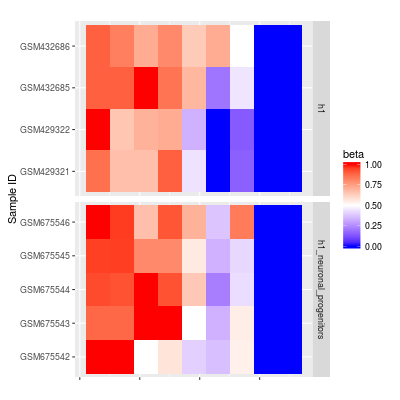 GSM432686
GSM432685
GSM429322
GSM429321
h1
GSM675546
GSM675545
GSM675544
GSM675543
GSM675542
h1_neuronal_progenitors
Sample ID
beta
1.00
0.75
0.50
0.25
0.00